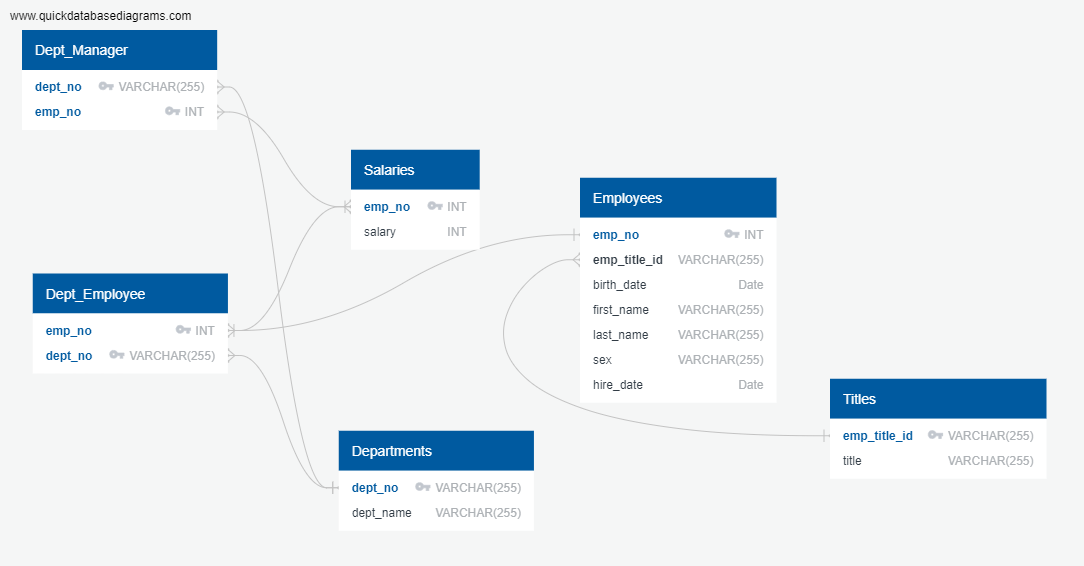 www.quickdatabasediagrams.com
Dept_Manager
dept_no VARCHAR(255)
emp_no INT
Salaries
emp_no INT
salary INT
Employees
emp_no INT
emp_title_id VARCHAR(255)
birth_date Date
first_name VARCHAR(255)
last_name VARCHAR(255)
sex VARCHAR(255)
hire_date Date
Dept_Employee
emp_no INT
dept_no VARCHAR(255)
Titles
emp_title_id VARCHAR(255)
title VARCHAR(255)
Departments
dept_no VARCHAR(255)
dept_name VARCHAR(255)